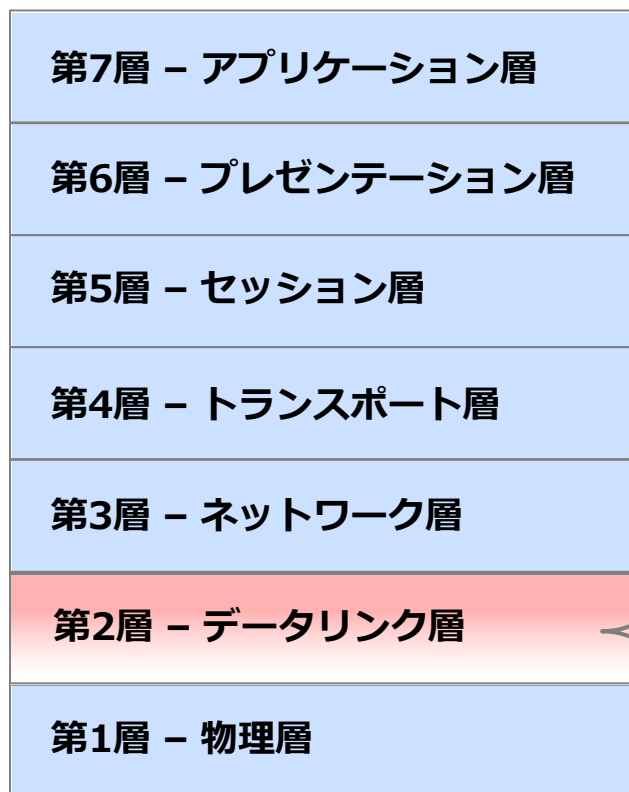 第7層 – アプリケーション層
第6層 – プレゼンテーション層
第5層 – セッション層
第4層 – トランスポート層
第3層 – ネットワーク層
第2層 – データリンク層
第1層 – 物理層